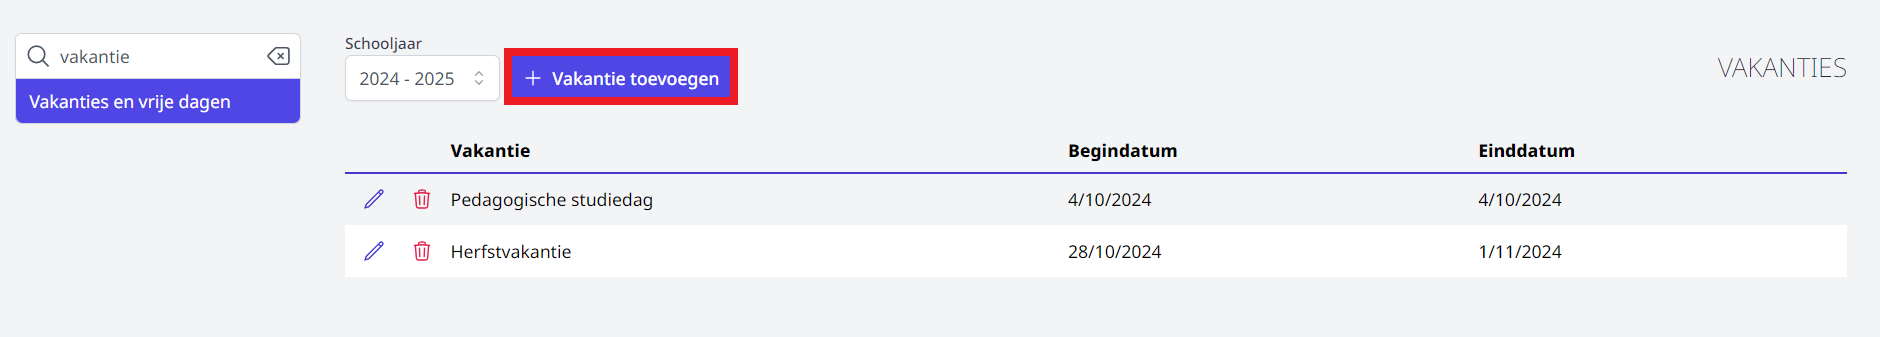 vakantie
Vakanties en vrije dagen
Schooljaar
2024 - 2025
Vakantie toevoegen
VAKANTIES
Vakantie Begindatum Einddatum
Pedagogische studiedag 4/10/2024 4/10/2024
Herfstvakantie 28/10/2024 1/11/2024